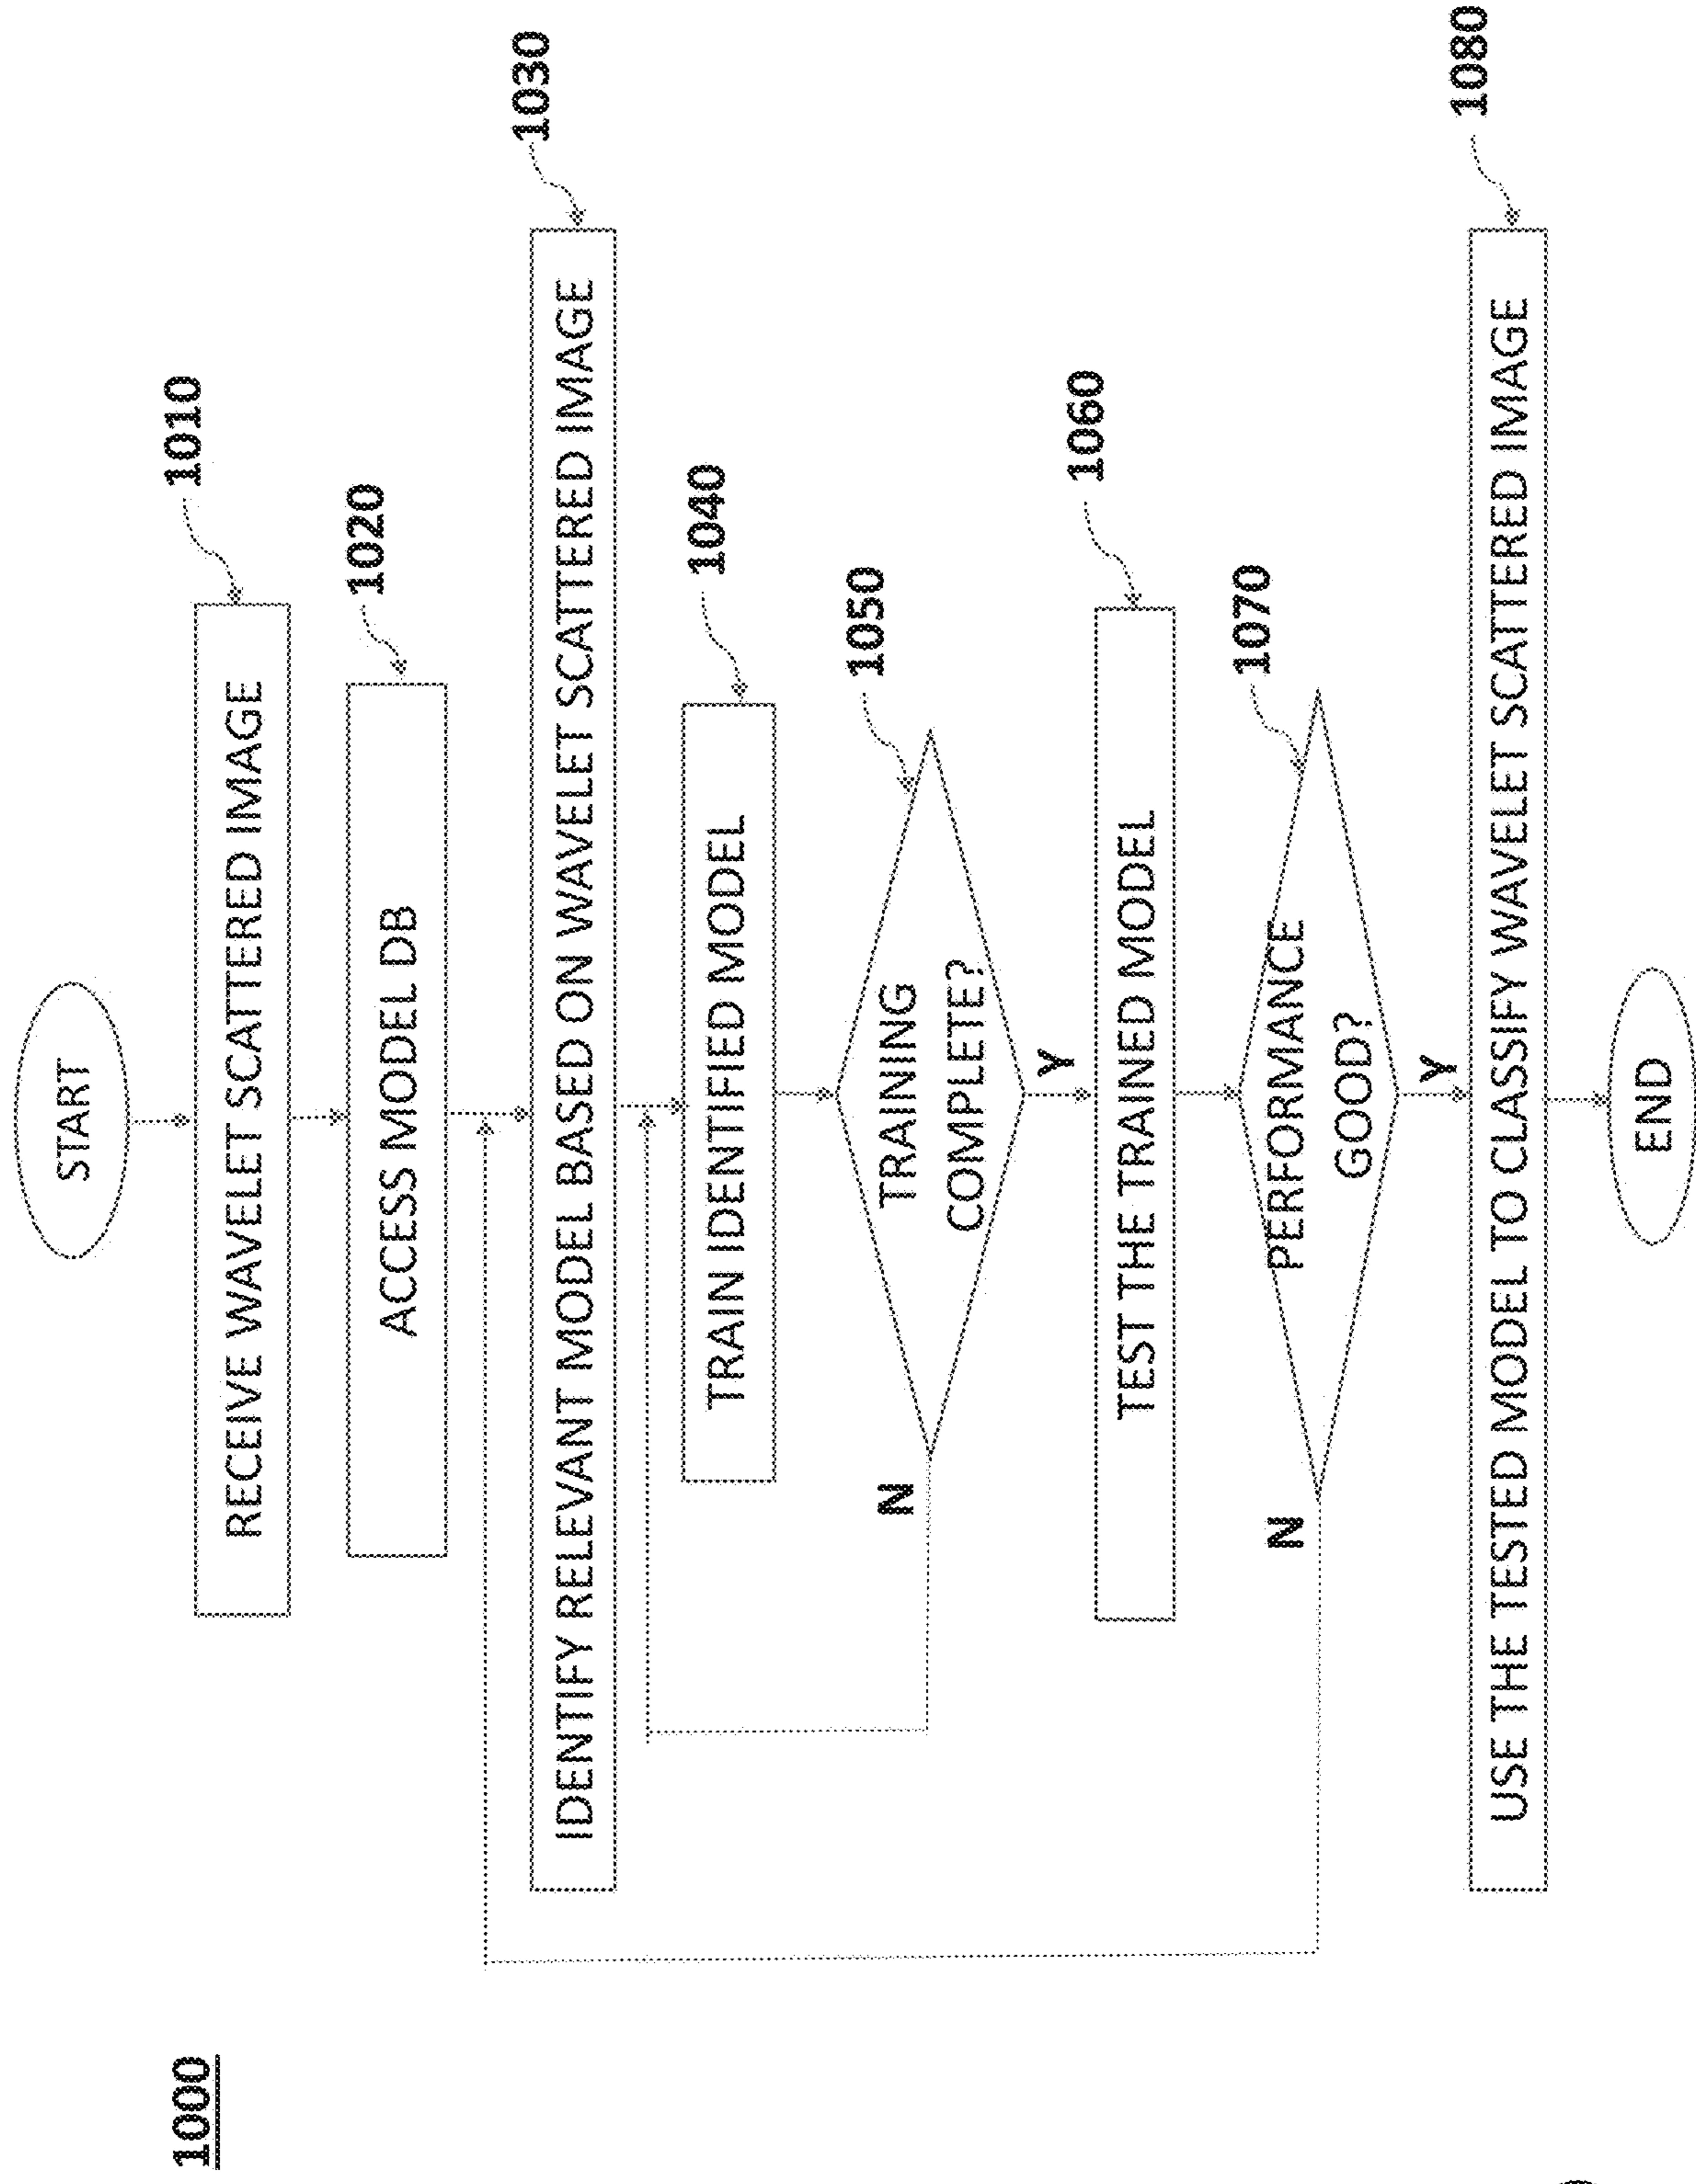 1000
START
RECEIVE WAVELET SCATTERED IMAGE
1010
ACCESS MODEL DB
1020
IDENTIFY RELEVANT MODEL BASED ON WAVELET SCATTERED IMAGE
1030
TRAIN IDENTIFIED MODEL
1040
TRAINING
COMPLETE?
1050
N
Y
TEST THE TRAINED MODEL
1060
PERFORMANCE
GOOD?
1070
N
Y
USE THE TESTED MODEL TO CLASSIFY WAVELET SCATTERED IMAGE
1080
END